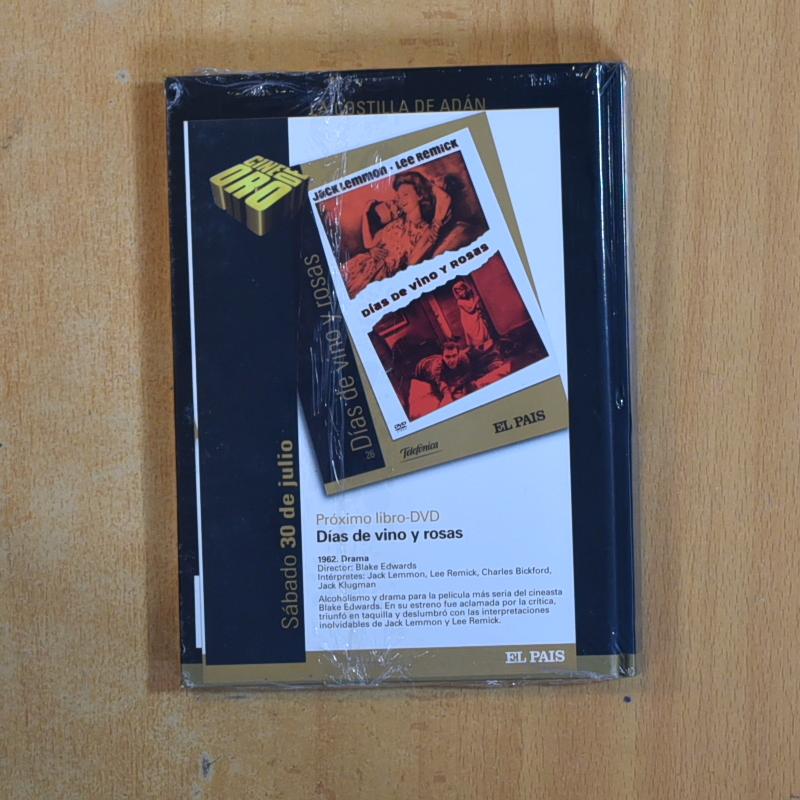 LA COSTILLA DE ADÁN
CINE DE
ORO
JACK LEMMON • LEE REMICK
DÍAS DE VINO Y ROSAS
Días de vino y rosas
26
DVD
Telefónica
EL PAIS
Sábado 30 de julio
Próximo libro-DVD
Días de vino y rosas
1962. Drama
Director: Blake Edwards
Intérpretes: Jack Lemmon, Lee Remick, Charles Bickford,
Jack Klugman
Alcoholismo y drama para la película más seria del cineasta
Blake Edwards. En su estreno fue aclamada por la crítica,
triunfó en taquilla y deslumbró con las interpretaciones
inolvidables de Jack Lemmon y Lee Remick.
EL PAIS